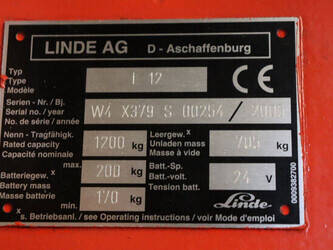 LINDE AG D - Aschaffenburg
Typ
Type
Modèle
12
CE
Serien - Nr./ Bj.
Serial no. / year
No. de série / année
W4 X379 S 00254 /
Nenn - Tragfähigk.
Rated capacity
Capacité nominale
1200 kg
Leergew.ˣ
Unladen mass
Masse à vide
705 kg
Batteriegew.ˣ
Battery mass
Masse batterie
max. 200 kg
min. 170 kg
Batt.-Sp.
Batt.-volt.
Tension batt.
24 V
Linde
0009382700
x s. Betriebsanl. / see Operating instructions / voir Mode d'emploi